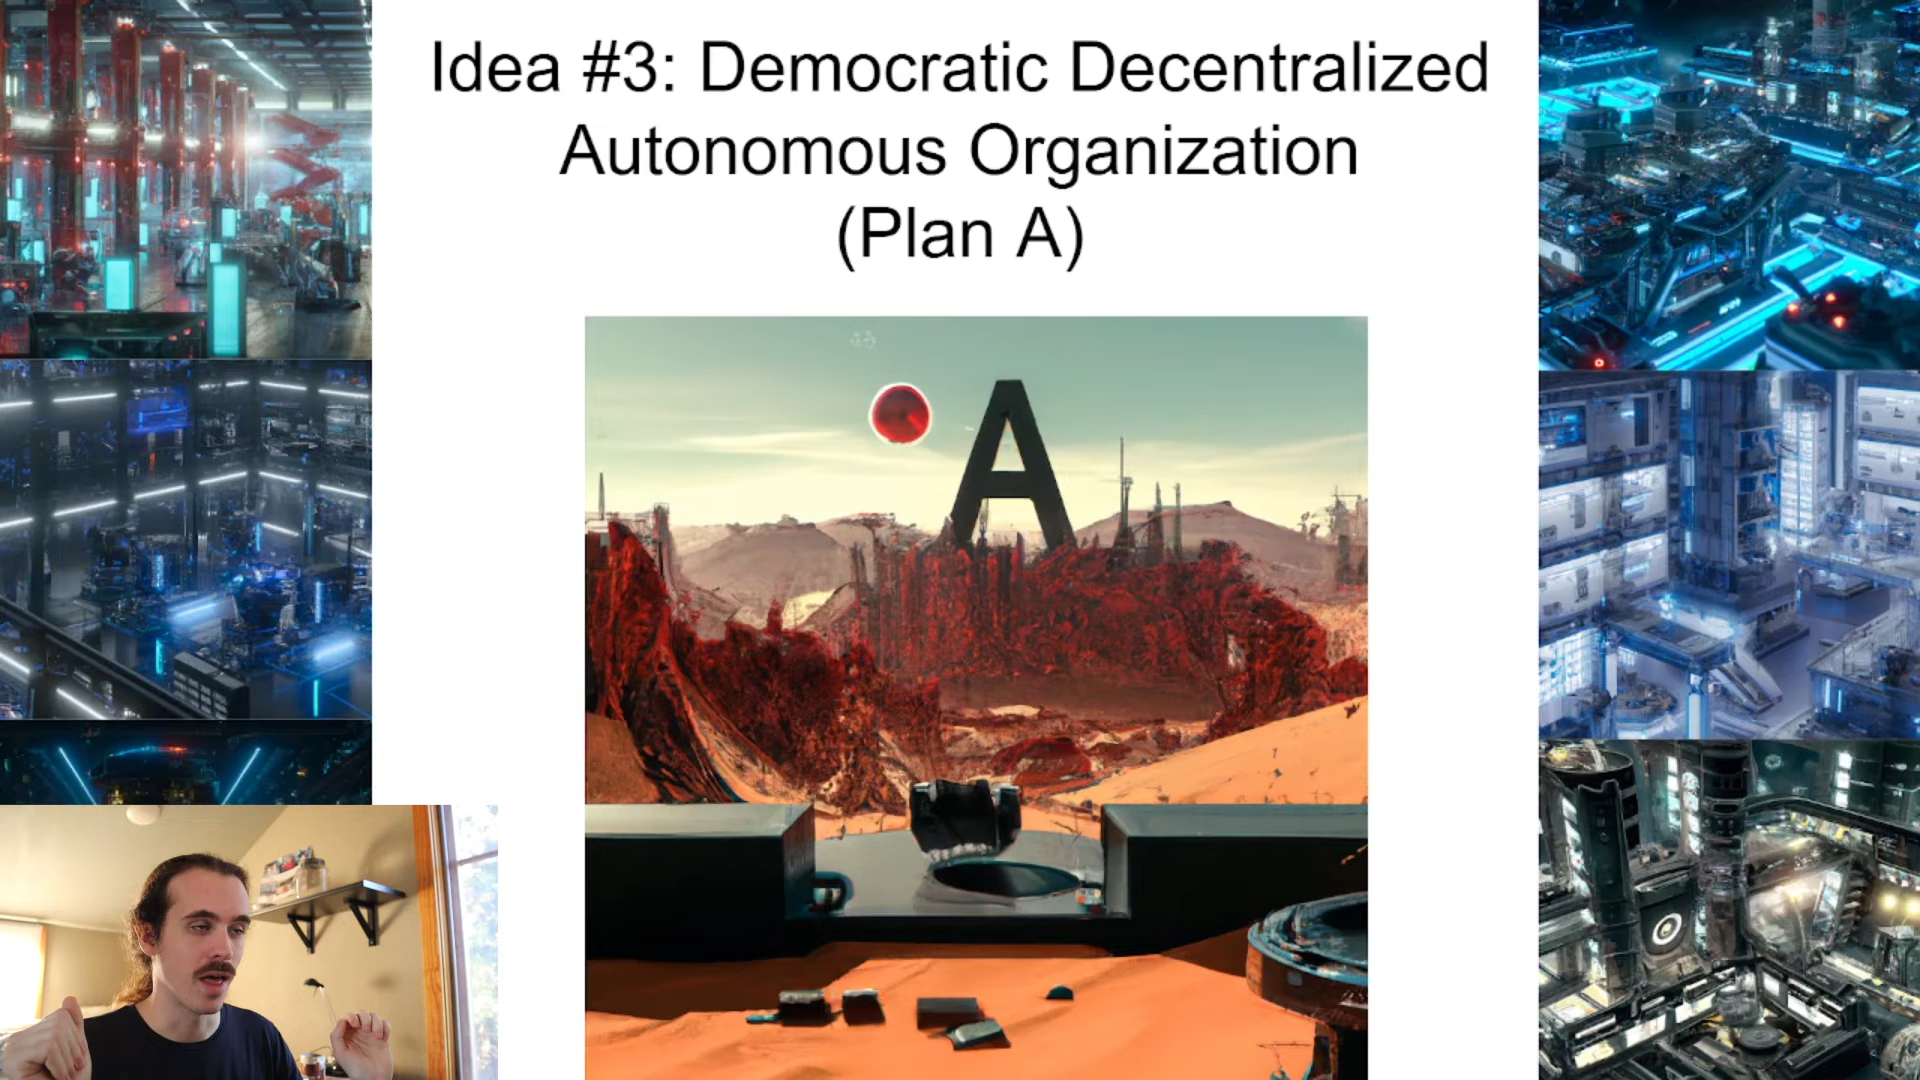 Idea #3: Democratic Decentralized
Autonomous Organization
(Plan A)
A